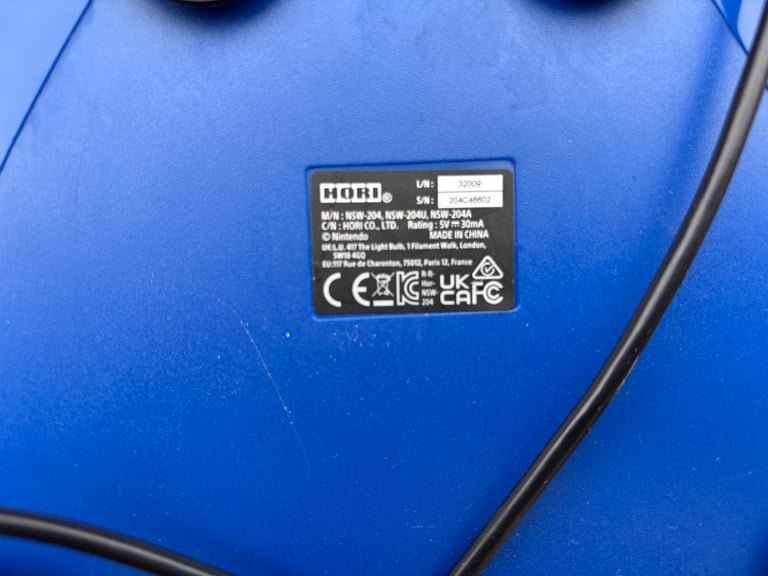 HORI® L/N: 32009
S/N: 204C46602
M/N : NSW-204, NSW-204U, NSW-204A
C/N : HORI CO., LTD. Rating : 5V⎓30mA
© Nintendo MADE IN CHINA
UK:L.U. 417 The Light Bulb, 1 Filament Walk, London,
SW18 4GQ
EU:117 Rue de Charenton, 75012, Paris 12, France
CE
R-R-
Hor-
NSW-
204
UK
CA
FC